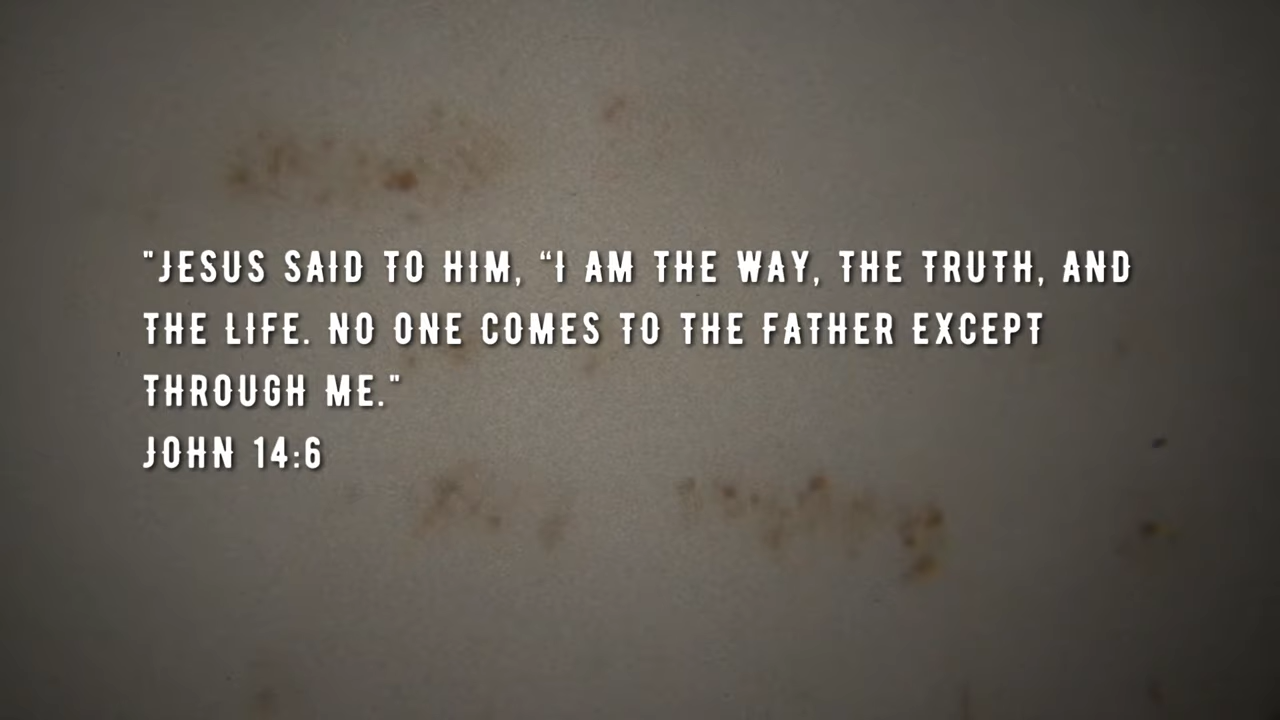 "JESUS SAID TO HIM, “I AM THE WAY, THE TRUTH, AND
THE LIFE. NO ONE COMES TO THE FATHER EXCEPT
THROUGH ME."
JOHN 14:6